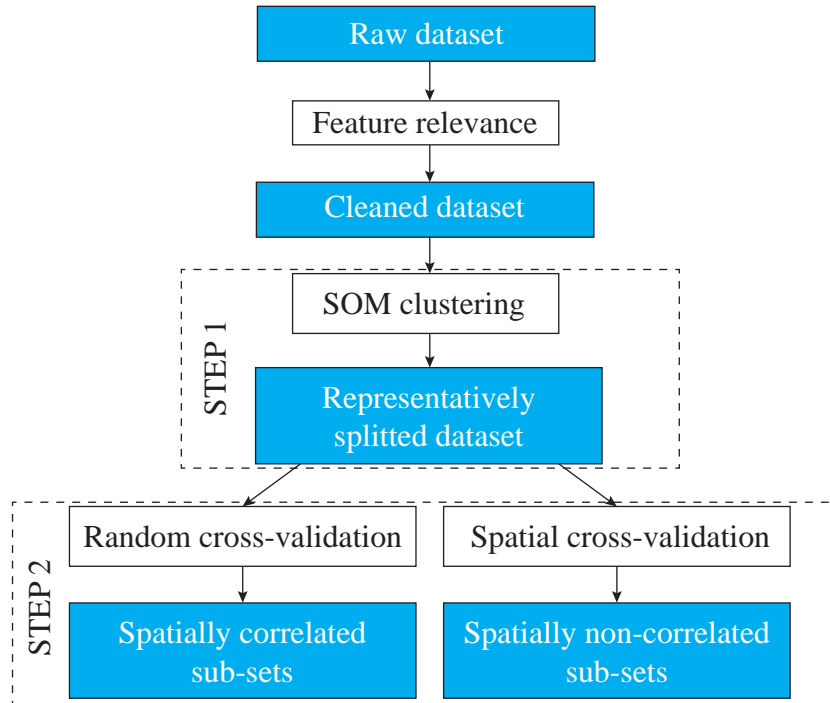 Raw dataset
Feature relevance
Cleaned dataset
STEP 1
SOM clustering
Representatively
splitted dataset
STEP 2
Random cross-validation
Spatial cross-validation
Spatially correlated
sub-sets
Spatially non-correlated
sub-sets